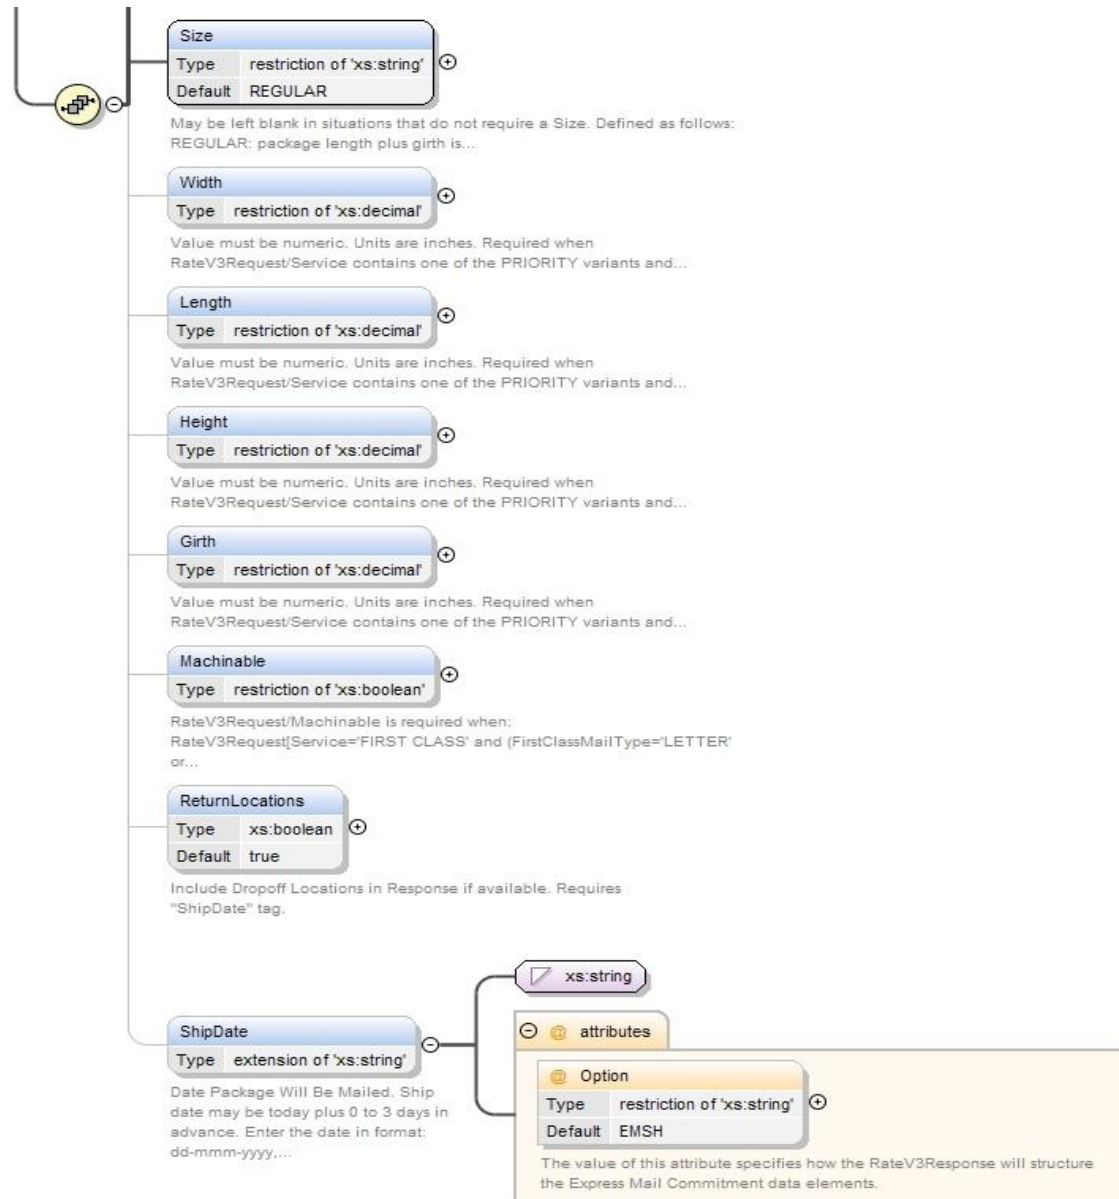 Size
Type restriction of 'xs:string'
Default REGULAR
May be left blank in situations that do not require a Size. Defined as follows:
REGULAR: package length plus girth is...
Width
Type restriction of 'xs:decimal'
Value must be numeric. Units are inches. Required when
RateV3Request/Service contains one of the PRIORITY variants and...
Length
Type restriction of 'xs:decimal'
Value must be numeric. Units are inches. Required when
RateV3Request/Service contains one of the PRIORITY variants and...
Height
Type restriction of 'xs:decimal'
Value must be numeric. Units are inches. Required when
RateV3Request/Service contains one of the PRIORITY variants and...
Girth
Type restriction of 'xs:decimal'
Value must be numeric. Units are inches. Required when
RateV3Request/Service contains one of the PRIORITY variants and...
Machinable
Type restriction of 'xs:boolean'
RateV3Request/Machinable is required when:
RateV3Request[Service='FIRST CLASS' and (FirstClassMailType='LETTER'
or...
ReturnLocations
Type xs:boolean
Default true
Include Dropoff Locations in Response if available. Requires
"ShipDate" tag.
xs:string
ShipDate
Type extension of 'xs:string'
Date Package Will Be Mailed. Ship
date may be today plus 0 to 3 days in
advance. Enter the date in format:
dd-mmm-yyyy,...
@ attributes
@ Option
Type restriction of 'xs:string'
Default EMSH
The value of this attribute specifies how the RateV3Response will structure
the Express Mail Commitment data elements.